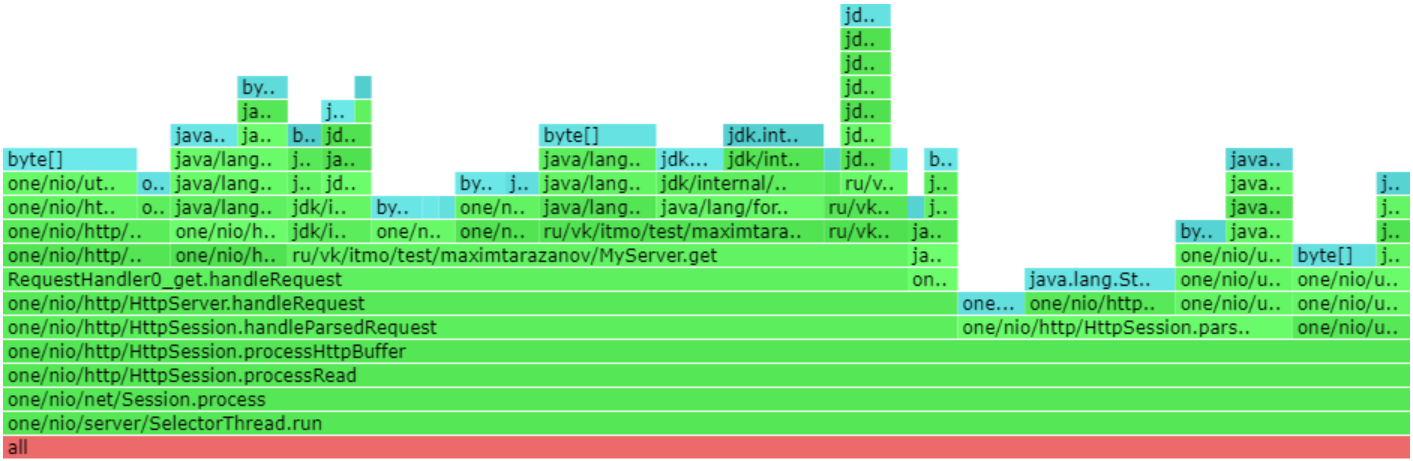 jd..
jd..
jd..
by.. jd..
ja.. j.. jd..
java.. ja.. b.. jd.. byte[] jdk.int.. jd..
byte[] java/lang.. j.. ja.. java/lang.. jdk... jdk/int.. jd.. b.. java..
one/nio/ut.. o.. java/lang.. j.. jd.. by.. j.. java/lang.. jdk/internal/.. ru/v.. j.. java.. j..
one/nio/ht.. o.. java/lang.. jdk/i.. by.. one/n.. java/lang.. java/lang/for.. ru/vk.. j.. java.. j..
one/nio/http/.. one/nio/h.. jdk/i.. one/n.. one/n.. ru/vk/itmo/test/maximtara.. ru/vk.. ja.. by.. java.. j..
one/nio/http/.. one/nio/h.. ru/vk/itmo/test/maximtarazanov/MyServer.get ja.. one/nio/u.. byte[] j..
RequestHandler0_get.handleRequest on.. java.lang.St.. one/nio/u.. one/nio/u..
one/nio/http/HttpServer.handleRequest one... one/nio/http.. one/nio/u.. one/nio/u..
one/nio/http/HttpSession.handleParsedRequest one/nio/http/HttpSession.pars.. one/nio/u..
one/nio/http/HttpSession.processHttpBuffer
one/nio/http/HttpSession.processRead
one/nio/net/Session.process
one/nio/server/SelectorThread.run
all